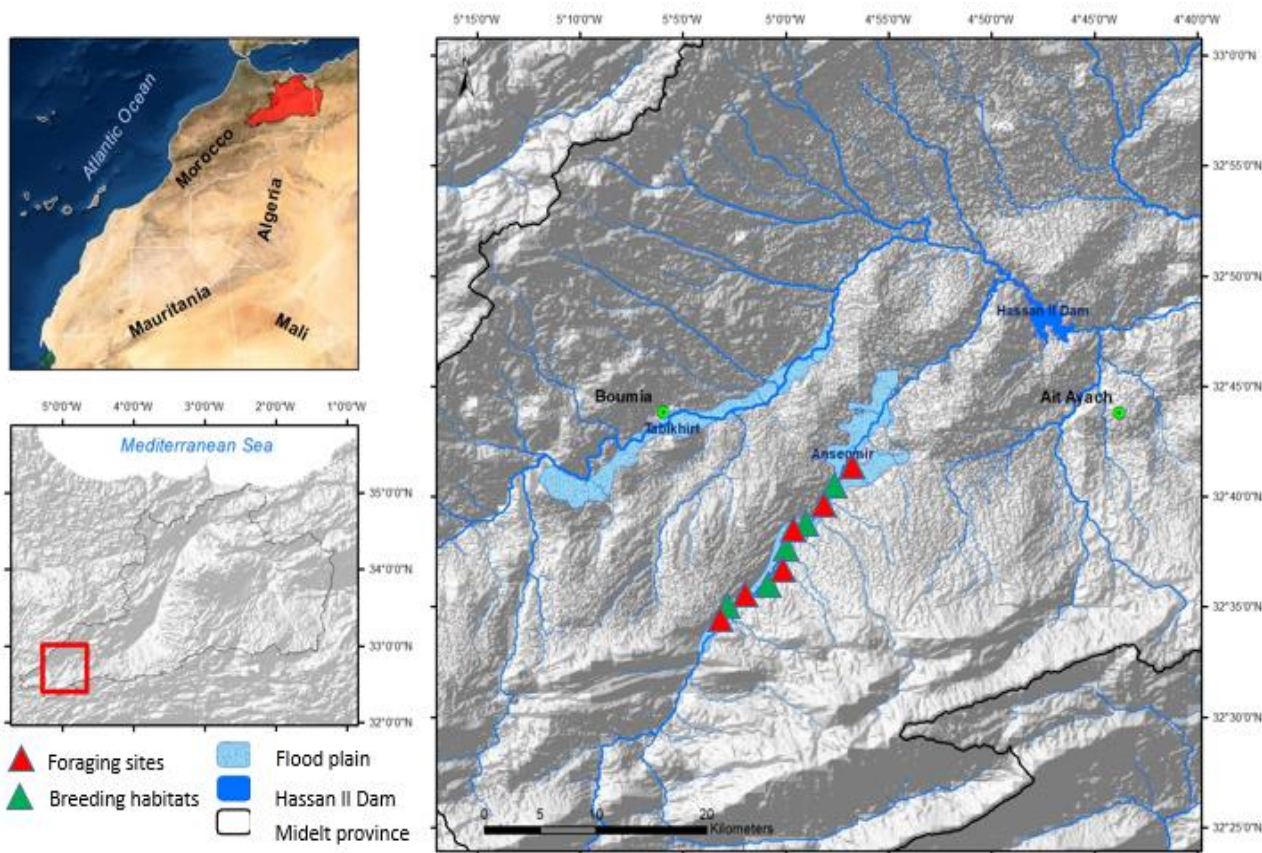 Atlantic Ocean
Morocco
Algeria
Mauritania
Mali
5°0'0"W 4°0'0"W 3°0'0"W 2°0'0"W 1°0'0"W
Mediterranean Sea
35°0'0"N
34°0'0"N
33°0'0"N
32°0'0"N
Foraging sites
Breeding habitats
Flood plain
Hassan II Dam
Midelt province
5°15'0"W 5°10'0"W 5°5'0"W 5°0'0"W 4°55'0"W 4°50'0"W 4°45'0"W 4°40'0"W
33°0'0"N
32°55'0"N
32°50'0"N
Hassan II Dam
32°45'0"N
Boumia
Ait Ayach
Tabikhirt
Ansegmir
32°40'0"N
32°35'0"N
32°30'0"N
32°25'0"N
0 5 10 20
Kilometers